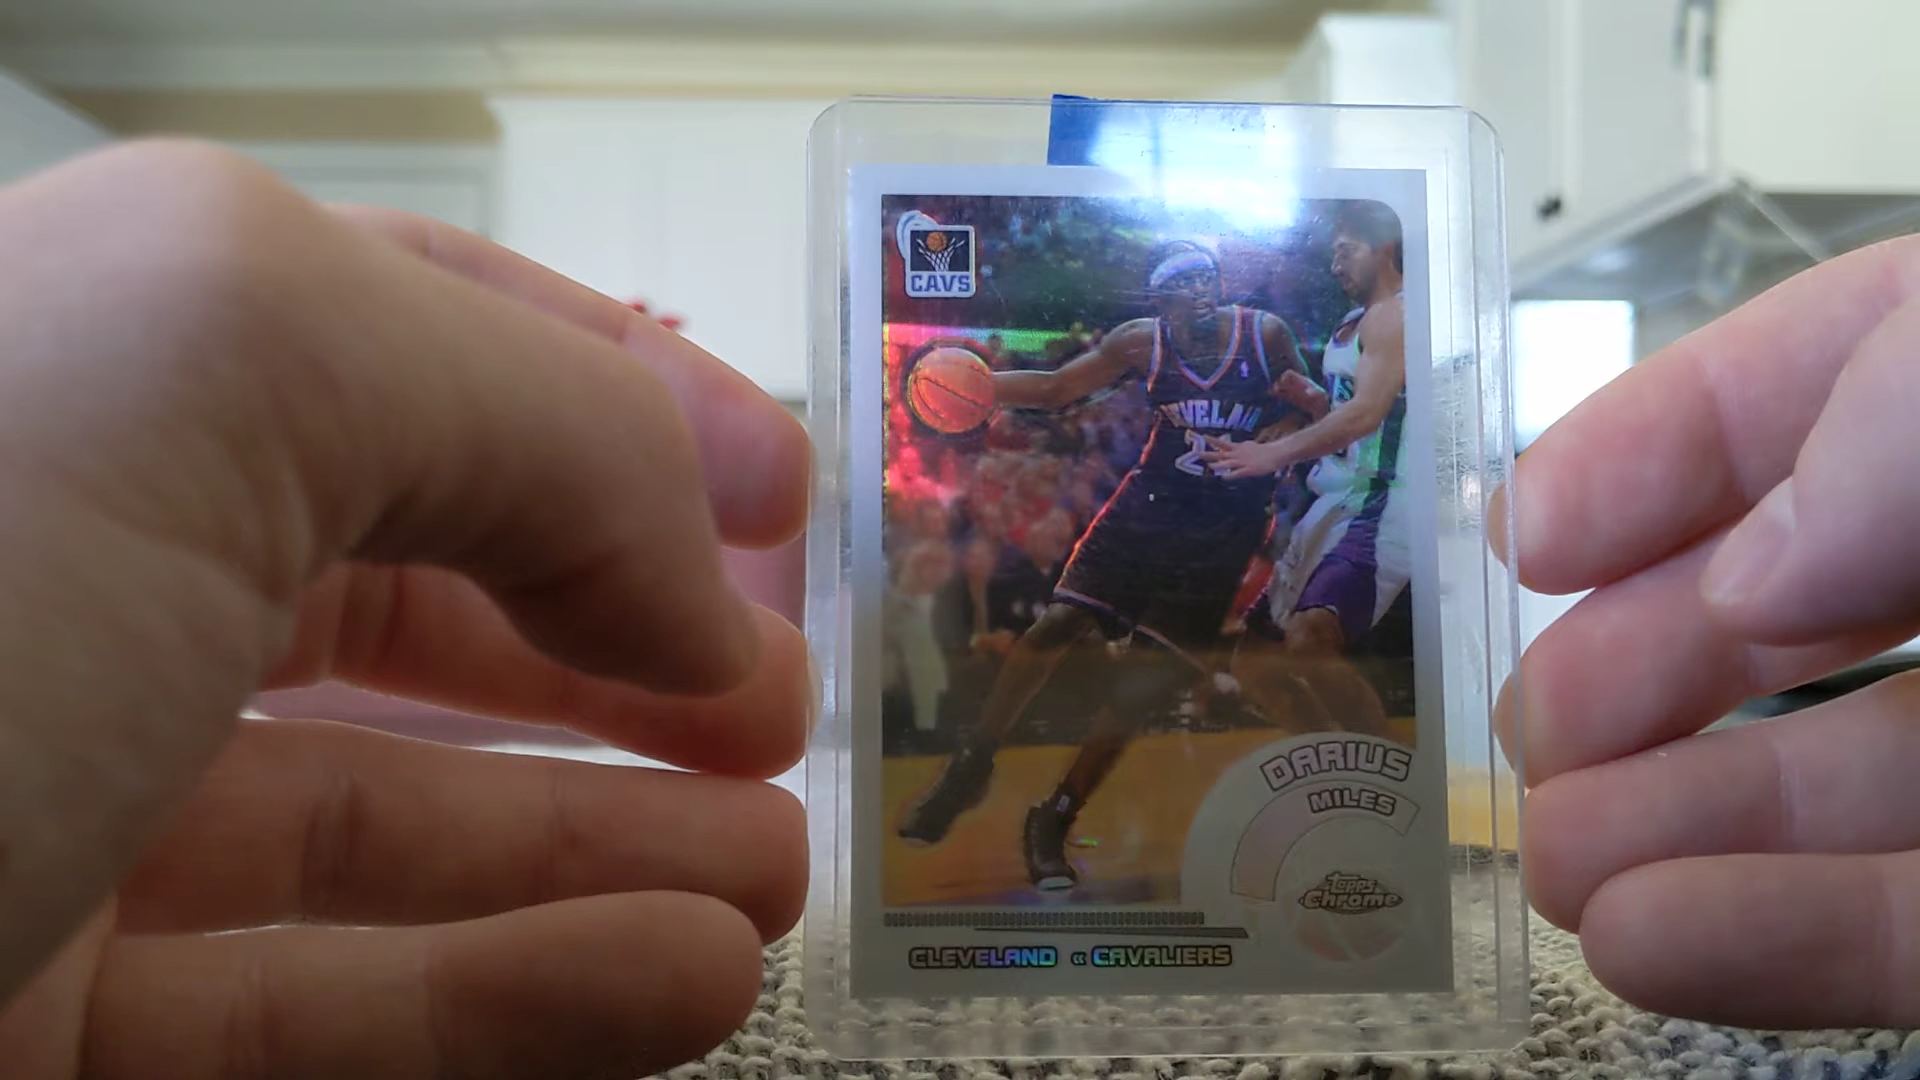 CAVS
DARIUS
MILES
Topps
Chrome
CLEVELAND « CAVALIERS